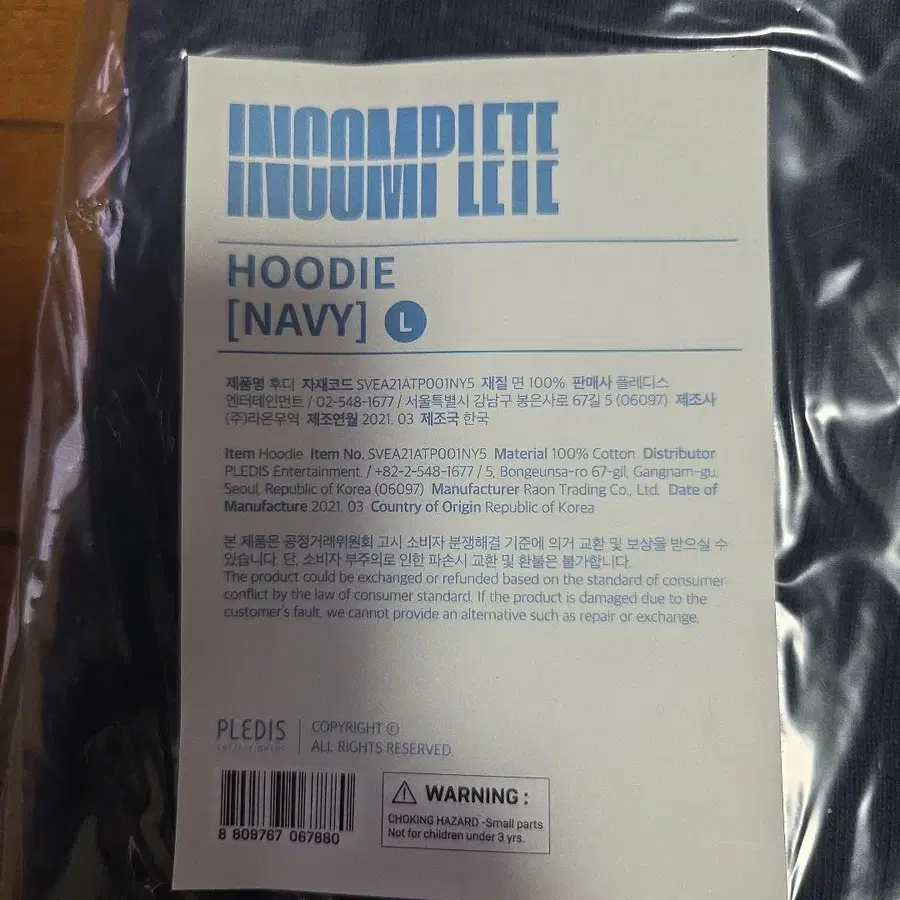 INCOMPLETE
HOODIE
[NAVY] L
제품명 후디 자재코드 SVEA21ATP001NY5 재질 면 100% 판매사 플레디스
엔터테인먼트 / 02-548-1677 / 서울특별시 강남구 봉은사로 67길 5 (06097) 제조사
(주)라온무역 제조연월 2021. 03 제조국 한국
Item Hoodie Item No. SVEA21ATP001NY5 Material 100% Cotton Distributor
PLEDIS Entertainment / +82-2-548-1677 / 5, Bongeunsa-ro 67-gil, Gangnam-gu,
Seoul, Republic of Korea (06097) Manufacturer Raon Trading Co., Ltd. Date of
Manufacture 2021. 03 Country of Origin Republic of Korea
본 제품은 공정거래위원회 고시 소비자 분쟁해결 기준에 의거 교환 및 보상을 받으실 수
있습니다. 단, 소비자 부주의로 인한 파손시 교환 및 환불은 불가합니다.
The product could be exchanged or refunded based on the standard of consumer
conflict by the law of consumer standard. If the product is damaged due to the
customer's fault, we cannot provide an alternative such as repair or exchange.
PLEDIS
ENTERTAINMENT
COPYRIGHT ©
ALL RIGHTS RESERVED.
8 809767 067880
WARNING :
CHOKING HAZARD -Small parts
Not for children under 3 yrs.